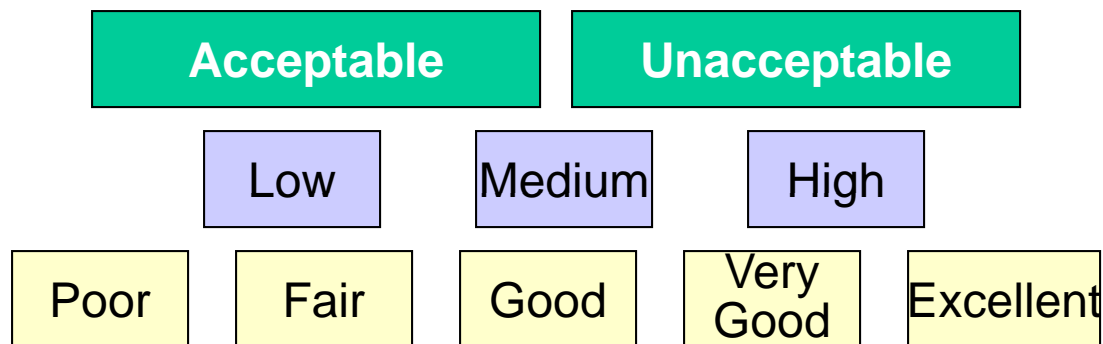 Acceptable Unacceptable
Low Medium High
Poor Fair Good Very Good Excellent